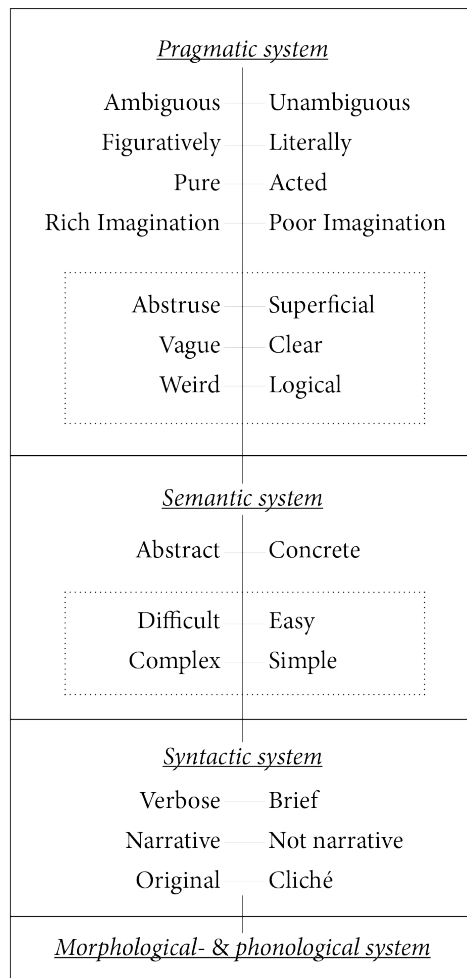 Pragmatic system
Ambiguous Unambiguous
Figuratively Literally
Pure Acted
Rich Imagination Poor Imagination
Abstruse Superficial
Vague Clear
Weird Logical
Semantic system
Abstract Concrete
Difficult Easy
Complex Simple
Syntactic system
Verbose Brief
Narrative Not narrative
Original Cliché
Morphological- & phonological system